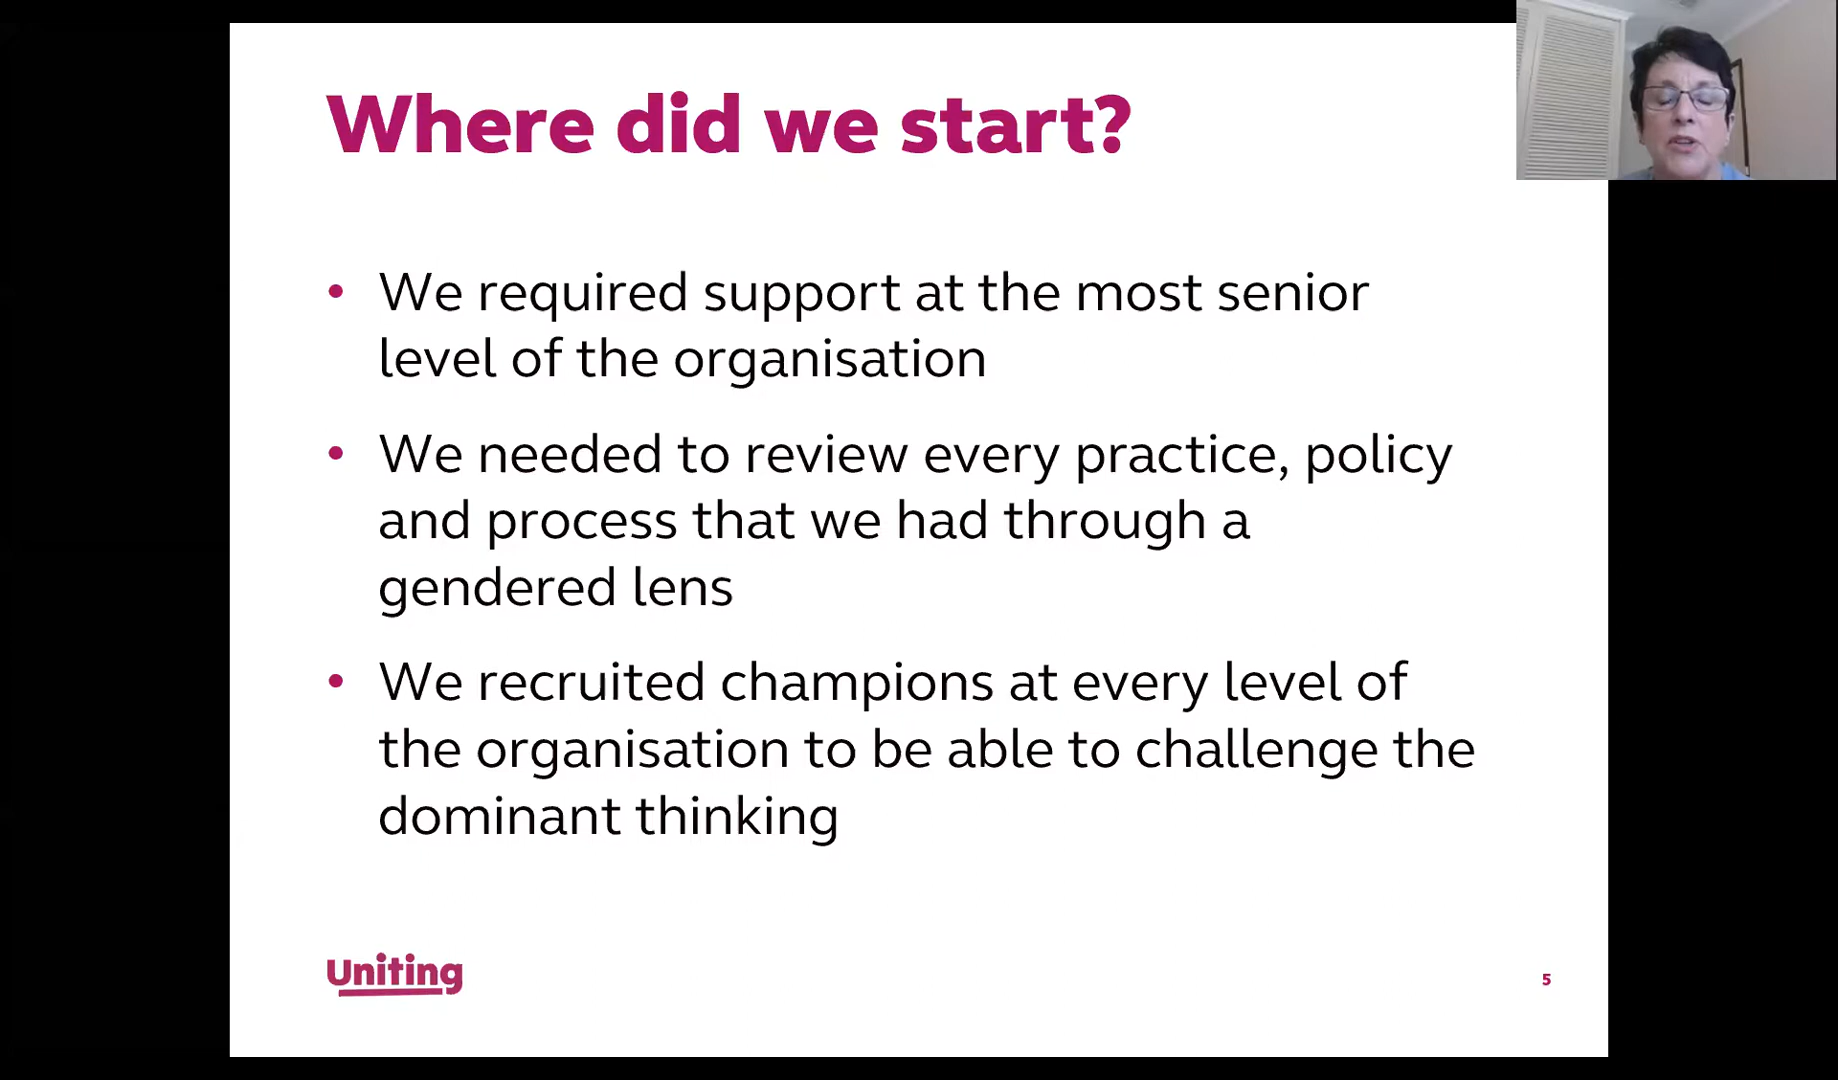 Where did we start?
• We required support at the most senior
level of the organisation
• We needed to review every practice, policy
and process that we had through a
gendered lens
• We recruited champions at every level of
the organisation to be able to challenge the
dominant thinking
Uniting
5